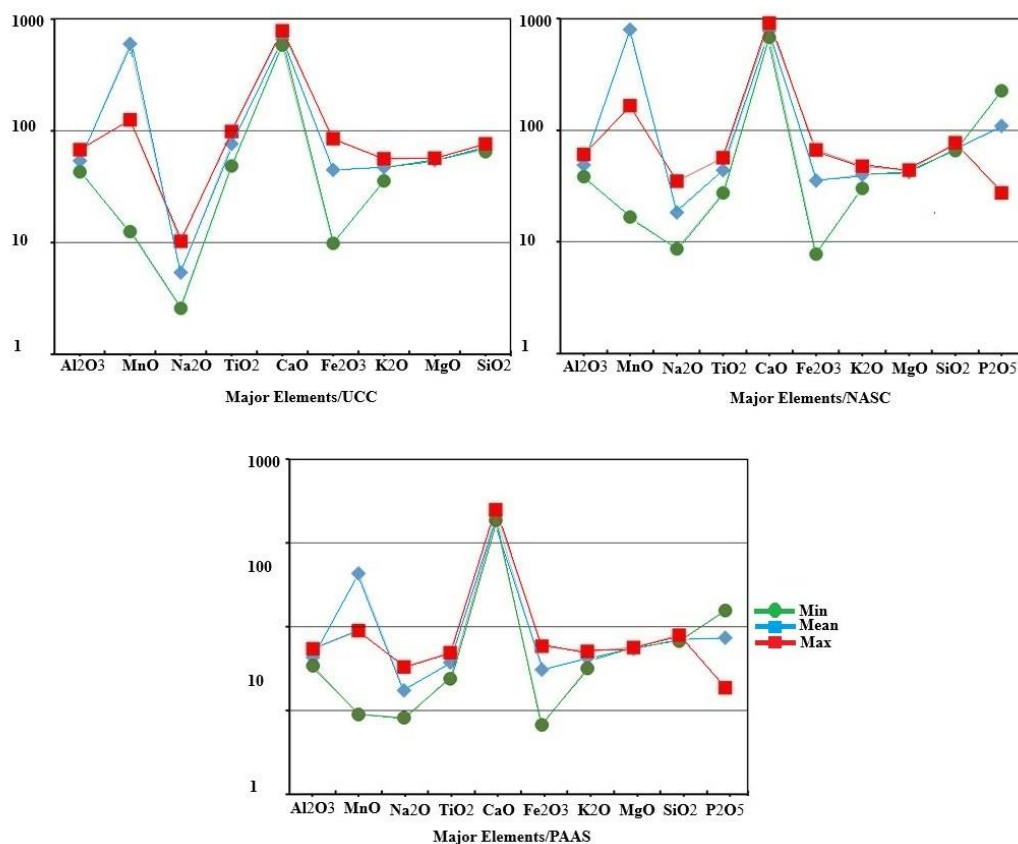 1000
100
10
1
Al2O3 MnO Na2O TiO2 CaO Fe2O3 K2O MgO SiO2
Major Elements/UCC
1000
100
10
1
Al2O3 MnO Na2O TiO2 CaO Fe2O3 K2O MgO SiO2 P2O5
Major Elements/NASC
1000
100
10
1
Al2O3 MnO Na2O TiO2 CaO Fe2O3 K2O MgO SiO2 P2O5
Major Elements/PAAS
Min
Mean
Max